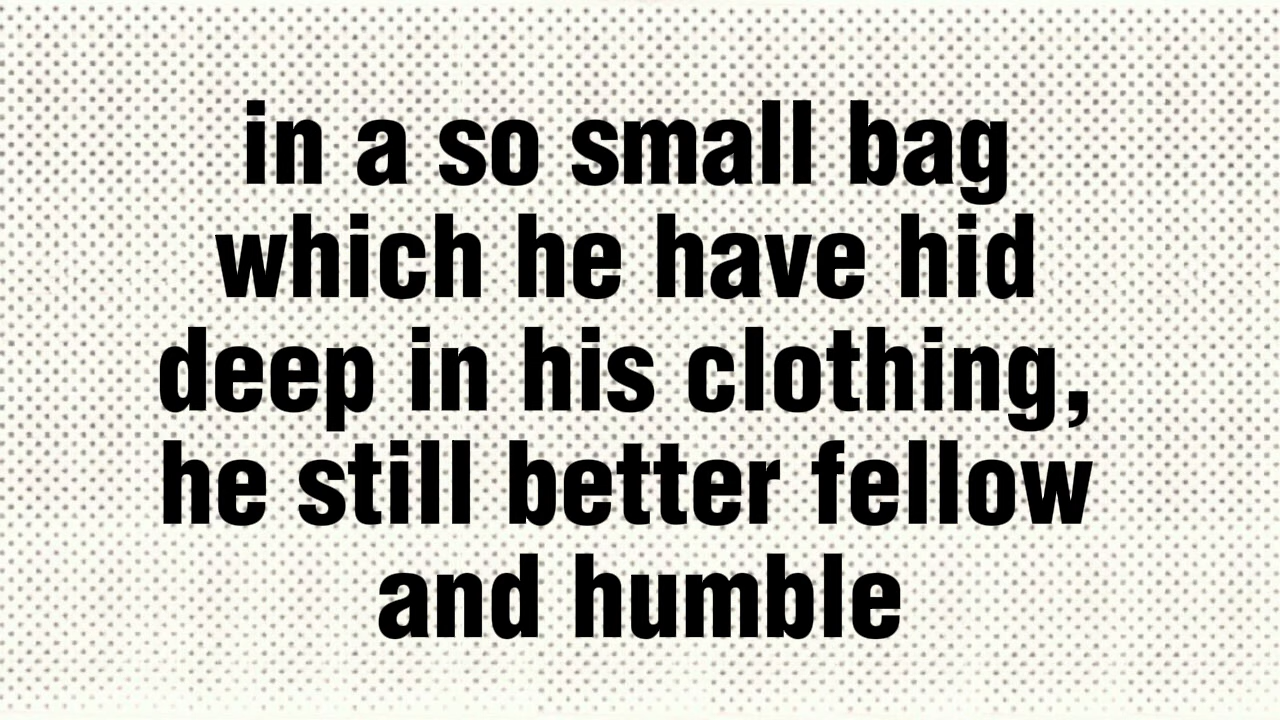 in a so small bag
which he have hid
deep in his clothing,
he still better fellow
and humble